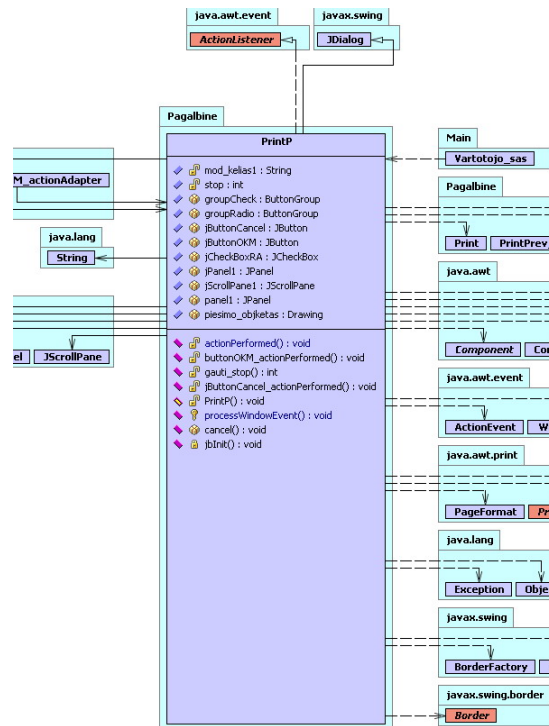 java.awt.event
ActionListener
javax.swing
JDialog
Pagalbine
PrintP
mod_kelias1 : String
stop : int
groupCheck : ButtonGroup
groupRadio : ButtonGroup
jButtonCancel : JButton
jButtonOKM : JButton
jCheckBoxRA : JCheckBox
jPanel1 : JPanel
jScrollPane1 : JScrollPane
panel1 : JPanel
piesimo_objketas : Drawing
actionPerformed() : void
buttonOKM_actionPerformed() : void
gauti_stop() : int
jButtonCancel_actionPerformed() : void
PrintP() : void
processWindowEvent() : void
cancel() : void
jbInit() : void
M_actionAdapter
java.lang
String
el
JScrollPane
Main
Vartotojo_sas
Pagalbine
Print
PrintPrev
java.awt
Component
Con
java.awt.event
ActionEvent
W
java.awt.print
PageFormat
Pr
java.lang
Exception
Obje
javax.swing
BorderFactory
javax.swing.border
Border